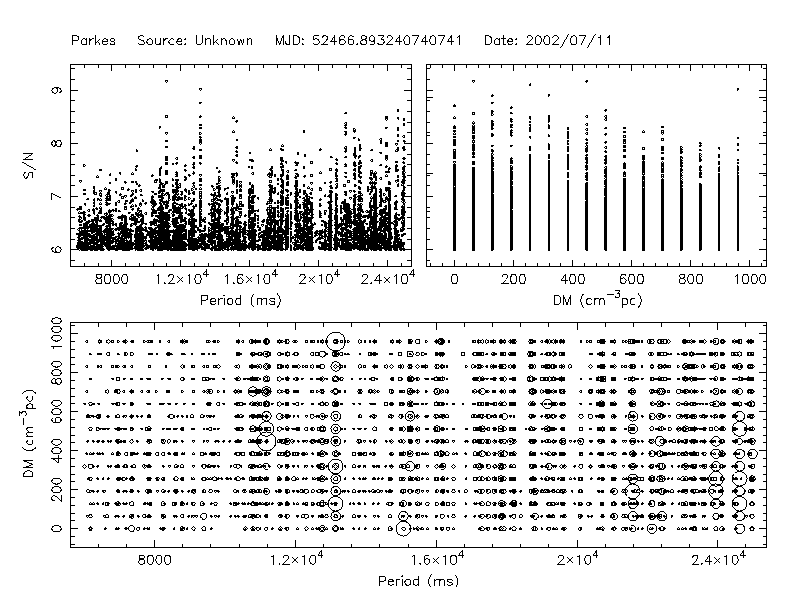 Parkes Source: Unknown MJD: 52466.893240740741 Date: 2002/07/11
9
8
7
6
S/N
8000 1.2×10⁴ 1.6×10⁴ 2×10⁴ 2.4×10⁴
Period (ms)
0 200 400 600 800 1000
DM (cm⁻³pc)
1000
800
600
400
200
0
DM (cm⁻³pc)
8000 1.2×10⁴ 1.6×10⁴ 2×10⁴ 2.4×10⁴
Period (ms)